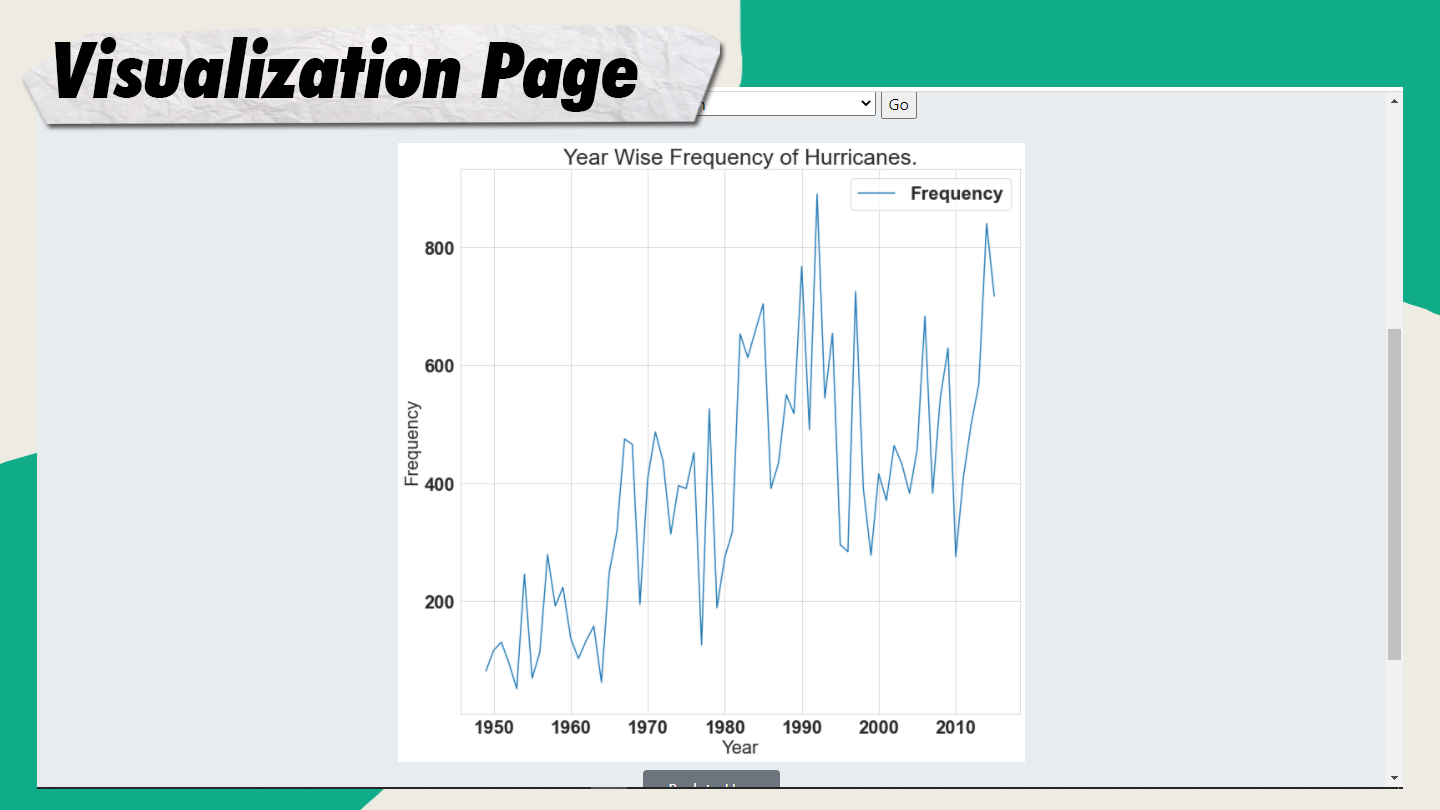 Visualization Page
Go
Year Wise Frequency of Hurricanes.
Frequency
800
600
400
200
Frequency
1950 1960 1970 1980 1990 2000 2010
Year